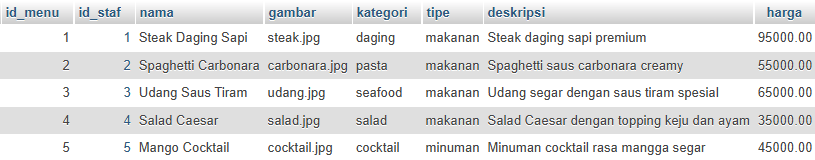 id_menu id_staf nama gambar kategori tipe deskripsi harga
1 1 Steak Daging Sapi steak.jpg daging makanan Steak daging sapi premium 95000.00
2 2 Spaghetti Carbonara carbonara.jpg pasta makanan Spaghetti saus carbonara creamy 55000.00
3 3 Udang Saus Tiram udang.jpg seafood makanan Udang segar dengan saus tiram spesial 65000.00
4 4 Salad Caesar salad.jpg salad makanan Salad Caesar dengan topping keju dan ayam 35000.00
5 5 Mango Cocktail cocktail.jpg cocktail minuman Minuman cocktail rasa mangga segar 45000.00